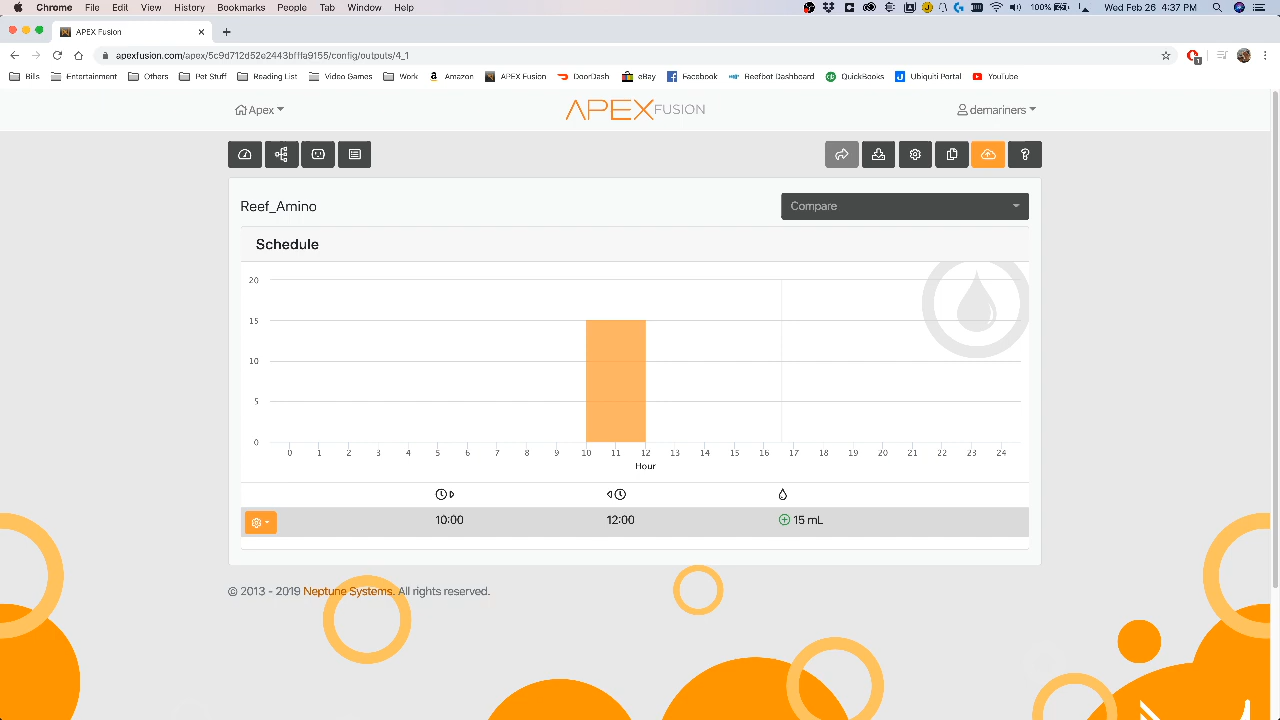 Chrome File Edit View History Bookmarks People Tab Window Help 100% Wed Feb 26 4:37 PM
APEX Fusion
apexfusion.com/apex/5c9d712d52e2443bfffa9155/config/outputs/4_1
Bills Entertainment Others Pet Stuff Reading List Video Games Work Amazon APEX Fusion DoorDash eBay Facebook Beefbot Dashboard QuickBooks Ubiquiti Portal YouTube
Apex APEX FUSION demariners
Reef_Amino Compare
Schedule
20
15
10
5
0
0 1 2 3 4 5 6 7 8 9 10 11 12 13 14 15 16 17 18 19 20 21 22 23 24
Hour
10:00 12:00 15 mL
© 2013 - 2019 Neptune Systems. All rights reserved.